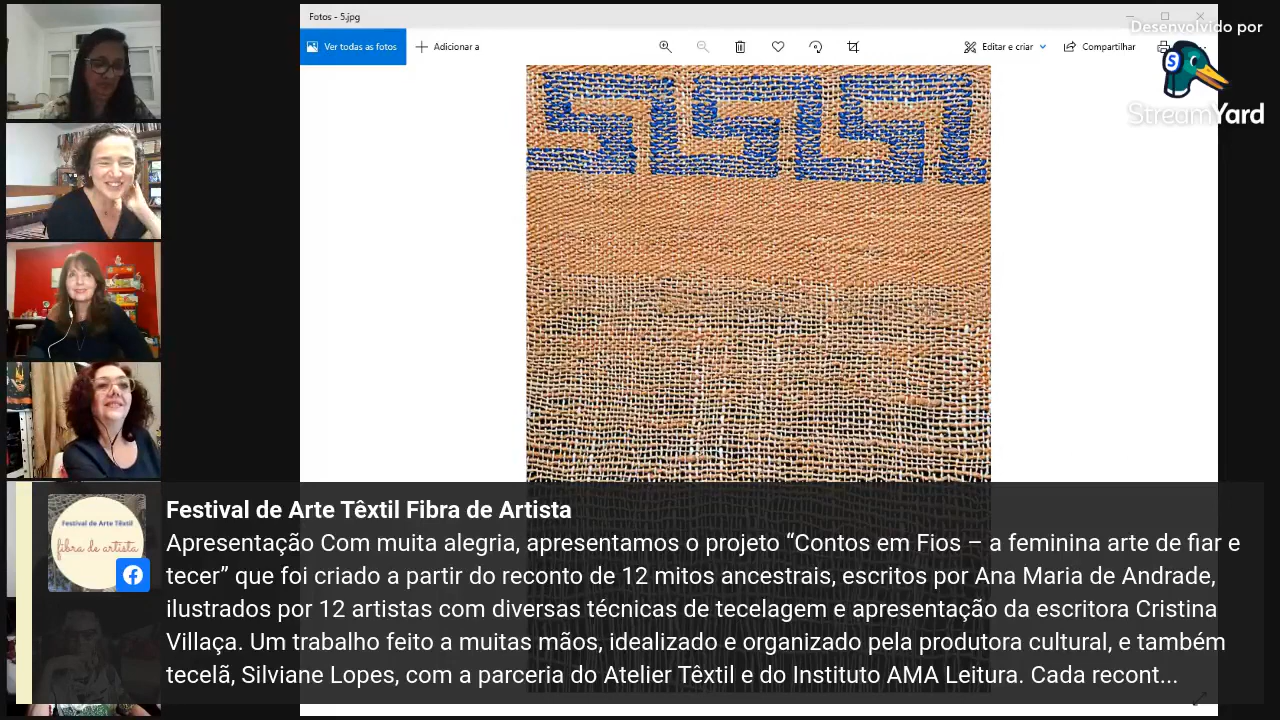 Fotos - 5.jpg
Desenvolvido por
Ver todas as fotos
Adicionar a
Editar e criar
Compartilhar
S
StreamYard
Festival de Arte Têxtil
fibra de artista
Festival de Arte Têxtil Fibra de Artista
Apresentação Com muita alegria, apresentamos o projeto “Contos em Fios – a feminina arte de fiar e
tecer” que foi criado a partir do reconto de 12 mitos ancestrais, escritos por Ana Maria de Andrade,
ilustrados por 12 artistas com diversas técnicas de tecelagem e apresentação da escritora Cristina
Villaça. Um trabalho feito a muitas mãos, idealizado e organizado pela produtora cultural, e também
tecelã, Silviane Lopes, com a parceria do Atelier Têxtil e do Instituto AMA Leitura. Cada recont...